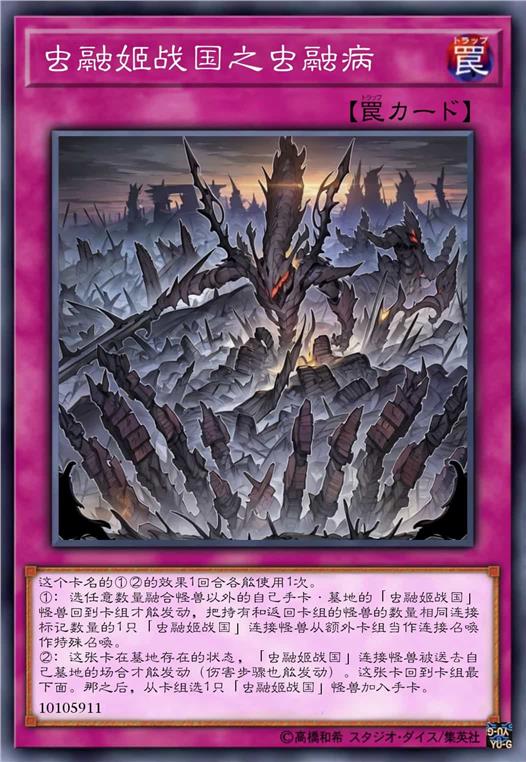 虫融姬战国之虫融病
トラップ
罠
トラップ
【罠カード】
这个卡名的①②的效果1回合各能使用1次。
①：选任意数量融合怪兽以外的自己手卡·墓地的「虫融姬战国」
怪兽回到卡组才能发动，把持有和返回卡组的怪兽的数量相同连接
标记数量的1只「虫融姬战国」连接怪兽从额外卡组当作连接召唤
作特殊召唤。
②：这张卡在墓地存在的状态，「虫融姬战国」连接怪兽被送去自
己墓地的场合才能发动（伤害步骤也能发动）。这张卡回到卡组最
下面。那之后，从卡组选1只「虫融姬战国」怪兽加入手卡。
10105911
©高橋和希 スタジオ・ダイス/集英社
YU-G
YU-G